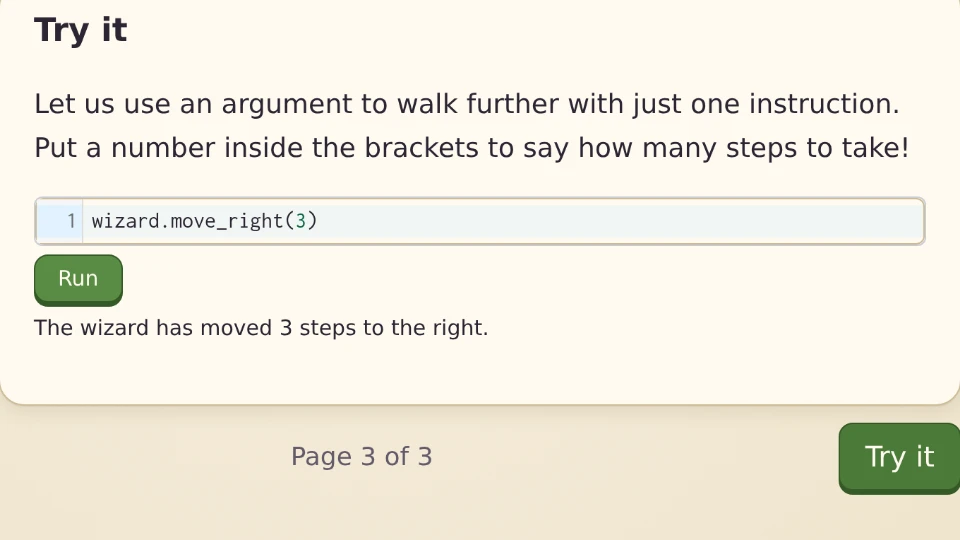 Try it
Let us use an argument to walk further with just one instruction.
Put a number inside the brackets to say how many steps to take!
1 wizard.move_right(3)
Run
The wizard has moved 3 steps to the right.
Page 3 of 3
Try it